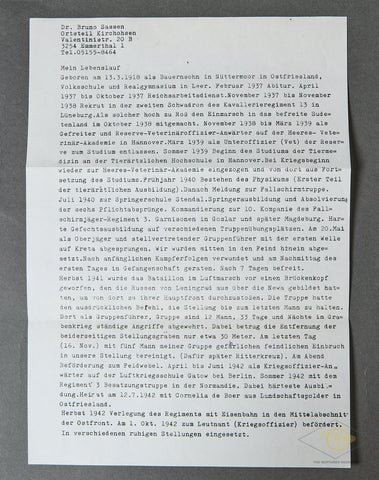 Dr. Bruno Sassen
Ortsteil Kirchohsen
Valentinistr. 20 B
3254 Emmerthal 1
Tel.05155-8464
Mein Lebenslauf
Geboren am 13.3.1918 als Bauernsohn in Süttermoor in Ostfriesland,
Volksschule und Realgymnasium in Leer. Februar 1937 Abitur. April
1937 bis Oktober 1937 Reichsarbeitsdienst.November 1937 bis November
1938 Rekrut in der zweiten Schwadron des Kavallerieregiment 13 in
Lüneburg.Als solcher hoch zu Roß den Einmarsch in das befreite Sude-
tenland im Oktober 1938 mitgemacht. November 1938 bis März 1939 als
Gefreiter und Reserve-Veterinäroffizier-Anwärter auf der Heeres-Vete-
rinär-Akademie in Hannover.März 1939 als Unteroffizier (Vet) der Reser-
ve zum Studium entlassen. Sommer 1939 Beginn des Studiums der Tierme-
dizin an der Tierärztlichen Hochschule in Hannover.Bei Kriegsbeginn
wieder zur Heeres-Veterinär-Akademie eingezogen und von dort aus Fort-
setzung des Studiums.Frühjahr 1940 Bestehen des Physikums (Erster Teil
der tierärztlichen Ausbildung).Danach Meldung zur Fallschirmtruppe.
Juli 1940 zur Springerschule Stendal.Springerausbildung und Absolvierung
der sechs Pflichtabsprünge. Kommandierung zur 10. Kompanie des Fall-
schirmjäger-Regiment 3. Garnisonen in Goslar und später Magdeburg. Har-
te Gefechtsausbildung auf verschiedenen Truppenübungsplätzen. Am 20.Mai
als Oberjäger und stellvertretender Gruppenführer mit der ersten Welle
auf Kreta abgesprungen. Wir wurden mitten in den Feind hinein abge-
setzt.Nach anfänglichen Kampferfolgen verwundet und am Nachmittag des
ersten Tages in Gefangenschaft geraten. Nach 7 Tagen befreit.
Herbst 1941 wurde das Bataillon im Luftmarsch vor einen Brückenkopf
geworfen, den die Russen von Leningrad aus über die Newa gebildet hat-
ten, um von dort zu ihrer Hauptfront durchzustoßen. Die Truppe hatte
den ausdrücklichen Befehl, die Stellung bis zum letzten Mann zu halten.
Dort als Gruppenführer, Gruppe sind 12 Mann, 33 Tage und Nächte in Gra-
benkrieg ständige Angriffe abgewehrt. Dabei betrug die Entfernung der
beiderseitigen Stellungsgraben nur etwa 30 Meter. Am letzten Tag
(16. Nov.) mit fünf Mann meiner Gruppe gefährlichen feindlichen Einbruch
in unsere Stellung bereinigt. (Dafür später Ritterkreuz). Am Abend
Beförderung zum Feldwebel. April bis Juni 1942 als Kriegsoffizier-An-
wärter auf der Luftkriegsschule Gatow bei Berlin. Sommer 1942 mit dem
Regiment 3 Besatzungstruppe in der Normandie. Dabei härteste Ausbil-
dung.Heirat am 12.7.1942 mit Cornelia de Boer aus Landschaftspolder in
Ostfriesland.
Herbst 1942 Verlegung des Regiments mit Eisenbahn in den Mittelabschnitt
der Ostfront. Am 1. Okt. 1942 zum Leutnant (Kriegsoffizier) befördert.
In verschiedenen ruhigen Stellungen eingesetzt.